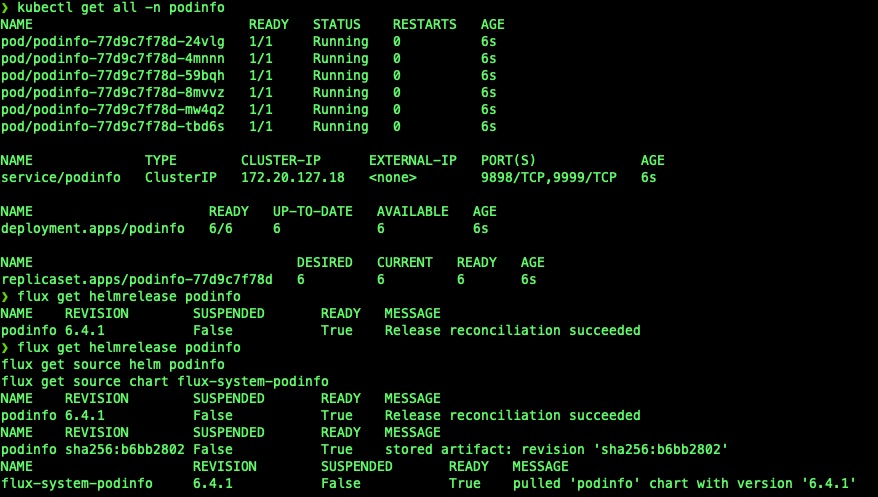 ❯ kubectl get all -n podinfo
NAME                           READY   STATUS    RESTARTS   AGE
pod/podinfo-77d9c7f78d-24vlg   1/1     Running   0          6s
pod/podinfo-77d9c7f78d-4mnnn   1/1     Running   0          6s
pod/podinfo-77d9c7f78d-59bqh   1/1     Running   0          6s
pod/podinfo-77d9c7f78d-8mvvz   1/1     Running   0          6s
pod/podinfo-77d9c7f78d-mw4q2   1/1     Running   0          6s
pod/podinfo-77d9c7f78d-tbd6s   1/1     Running   0          6s
NAME              TYPE        CLUSTER-IP      EXTERNAL-IP   PORT(S)             AGE
service/podinfo   ClusterIP   172.20.127.18   <none>        9898/TCP,9999/TCP   6s
NAME                      READY   UP-TO-DATE   AVAILABLE   AGE
deployment.apps/podinfo   6/6     6            6           6s
NAME                                 DESIRED   CURRENT   READY   AGE
replicaset.apps/podinfo-77d9c7f78d   6         6         6       6s
❯ flux get helmrelease podinfo
NAME    REVISION        SUSPENDED       READY   MESSAGE
podinfo 6.4.1           False           True    Release reconciliation succeeded
❯ flux get helmrelease podinfo
flux get source helm podinfo
flux get source chart flux-system-podinfo
NAME    REVISION        SUSPENDED       READY   MESSAGE
podinfo 6.4.1           False           True    Release reconciliation succeeded
NAME    REVISION        SUSPENDED       READY   MESSAGE
podinfo sha256:b6bb2802 False           True    stored artifact: revision 'sha256:b6bb2802'
NAME                    REVISION        SUSPENDED       READY   MESSAGE
flux-system-podinfo     6.4.1           False           True    pulled 'podinfo' chart with version '6.4.1'